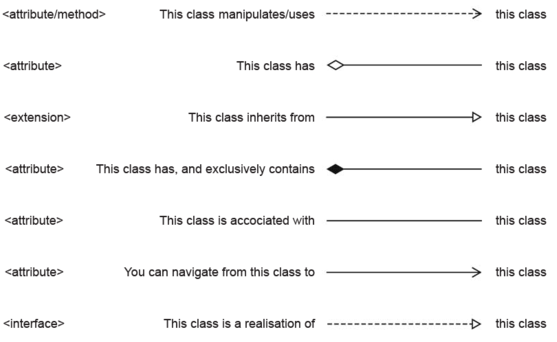 <attribute/method> This class manipulates/uses this class
<attribute> This class has this class
<extension> This class inherits from this class
<attribute> This class has, and exclusively contains this class
<attribute> This class is accociated with this class
<attribute> You can navigate from this class to this class
<interface> This class is a realisation of this class